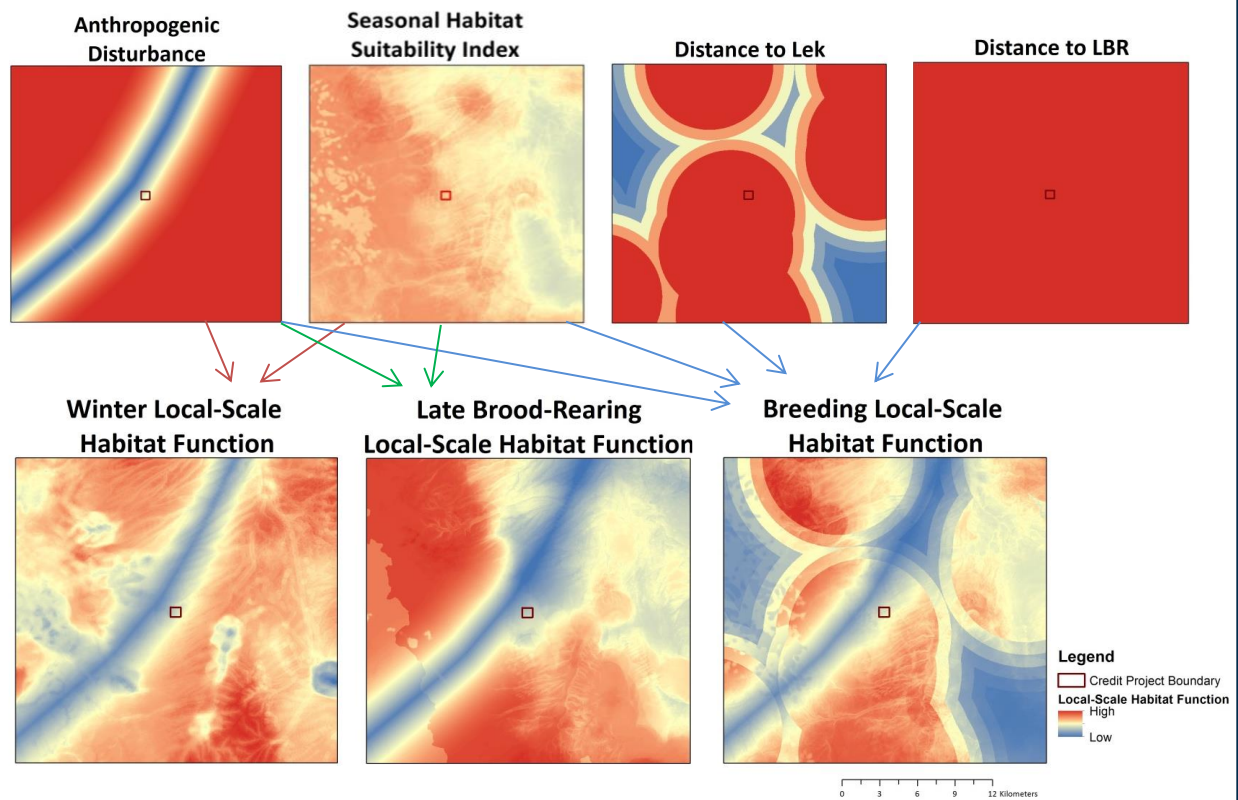 Anthropogenic
Disturbance
Seasonal Habitat
Suitability Index
Distance to Lek
Distance to LBR
Winter Local-Scale
Habitat Function
Late Brood-Rearing
Local-Scale Habitat Function
Breeding Local-Scale
Habitat Function
Legend
Credit Project Boundary
Local-Scale Habitat Function
High
Low
0 3 6 9 12 Kilometers